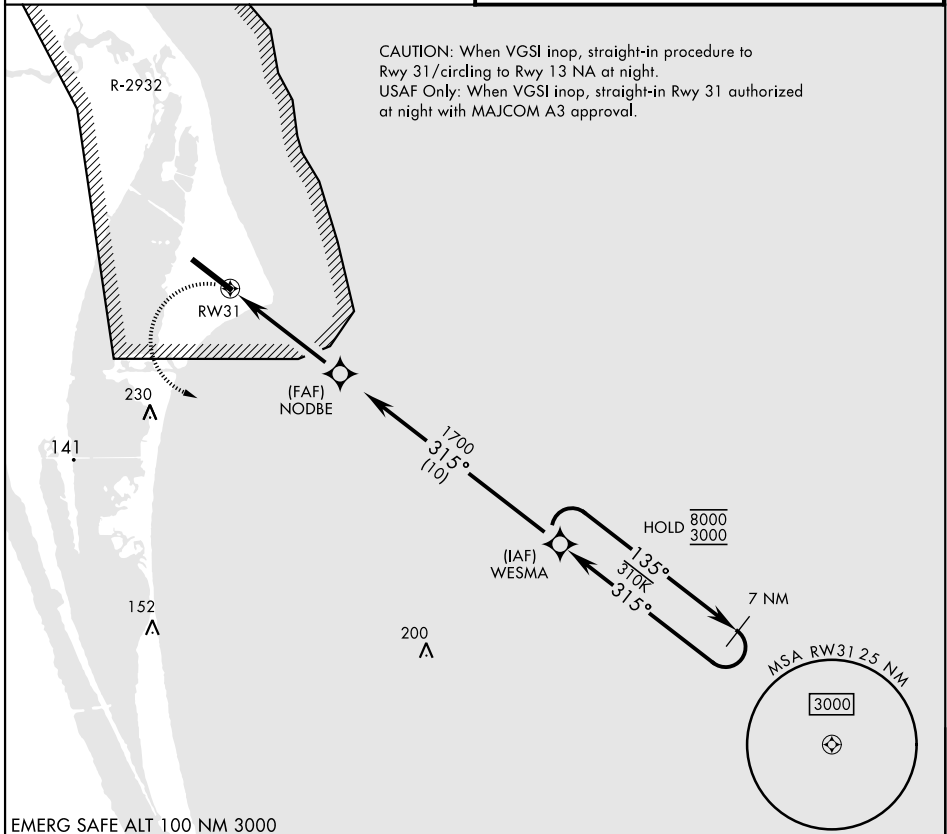 CAUTION: When VGSI inop, straight-in procedure to
Rwy 31/circling to Rwy 13 NA at night.
USAF Only: When VGSI inop, straight-in Rwy 31 authorized
at night with MAJCOM A3 approval.
R-2932
RW31
(FAF)
NODBE
230
141
1700
315°
(10)
HOLD 8000
3000
(IAF)
WESMA
135°
310K
315°
7 NM
152
200
MSA RW31 25 NM
3000
EMERG SAFE ALT 100 NM 3000